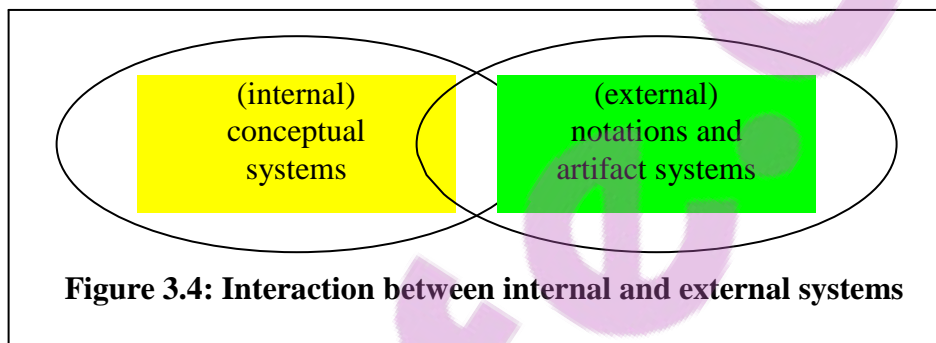 (internal)
conceptual
systems
(external)
notations and
artifact systems
Figure 3.4: Interaction between internal and external systems